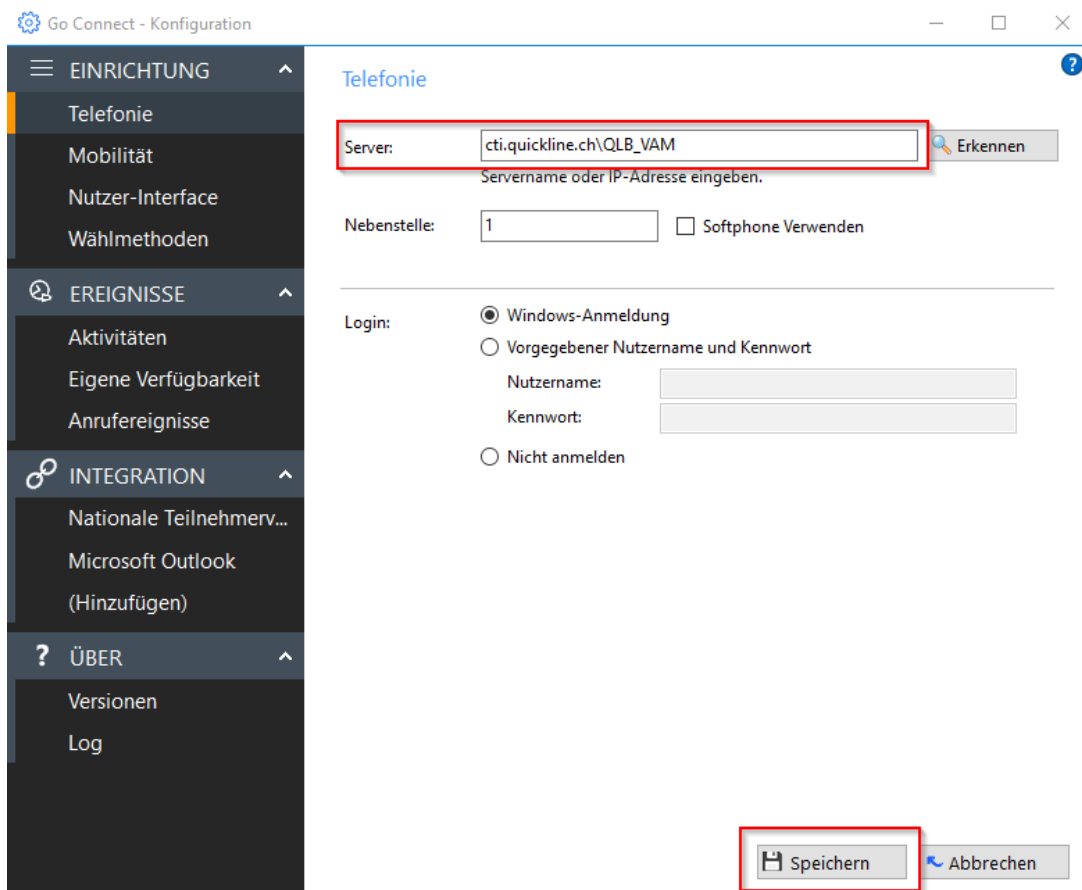 Go Connect - Konfiguration
EINRICHTUNG
Telefonie
Mobilität
Nutzer-Interface
Wählmethoden
EREIGNISSE
Aktivitäten
Eigene Verfügbarkeit
Anrufereignisse
INTEGRATION
Nationale Teilnehmerv...
Microsoft Outlook
(Hinzufügen)
? ÜBER
Versionen
Log
Telefonie
?
Server: cti.quickline.ch\QLB_VAM Erkennen
Servername oder IP-Adresse eingeben.
Nebenstelle: 1 Softphone Verwenden
Login: Windows-Anmeldung
Vorgegebener Nutzername und Kennwort
Nutzername:
Kennwort:
Nicht anmelden
Speichern Abbrechen